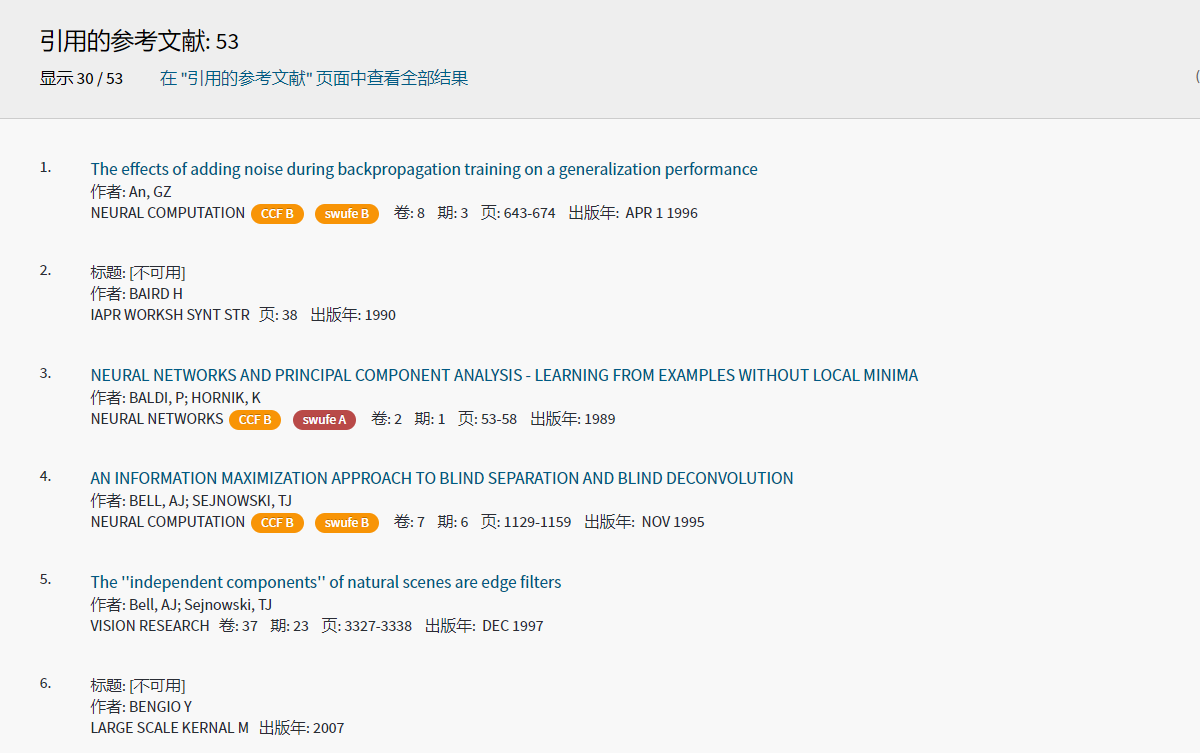 引用的参考文献: 53
显示 30 / 53 在 "引用的参考文献" 页面中查看全部结果
(
1. The effects of adding noise during backpropagation training on a generalization performance
作者: An, GZ
NEURAL COMPUTATION CCF B swufe B 卷: 8 期: 3 页: 643-674 出版年: APR 1 1996
2. 标题: [不可用]
作者: BAIRD H
IAPR WORKSH SYNT STR 页: 38 出版年: 1990
3. NEURAL NETWORKS AND PRINCIPAL COMPONENT ANALYSIS - LEARNING FROM EXAMPLES WITHOUT LOCAL MINIMA
作者: BALDI, P; HORNIK, K
NEURAL NETWORKS CCF B swufe A 卷: 2 期: 1 页: 53-58 出版年: 1989
4. AN INFORMATION MAXIMIZATION APPROACH TO BLIND SEPARATION AND BLIND DECONVOLUTION
作者: BELL, AJ; SEJNOWSKI, TJ
NEURAL COMPUTATION CCF B swufe B 卷: 7 期: 6 页: 1129-1159 出版年: NOV 1995
5. The ''independent components'' of natural scenes are edge filters
作者: Bell, AJ; Sejnowski, TJ
VISION RESEARCH 卷: 37 期: 23 页: 3327-3338 出版年: DEC 1997
6. 标题: [不可用]
作者: BENGIO Y
LARGE SCALE KERNAL M 出版年: 2007